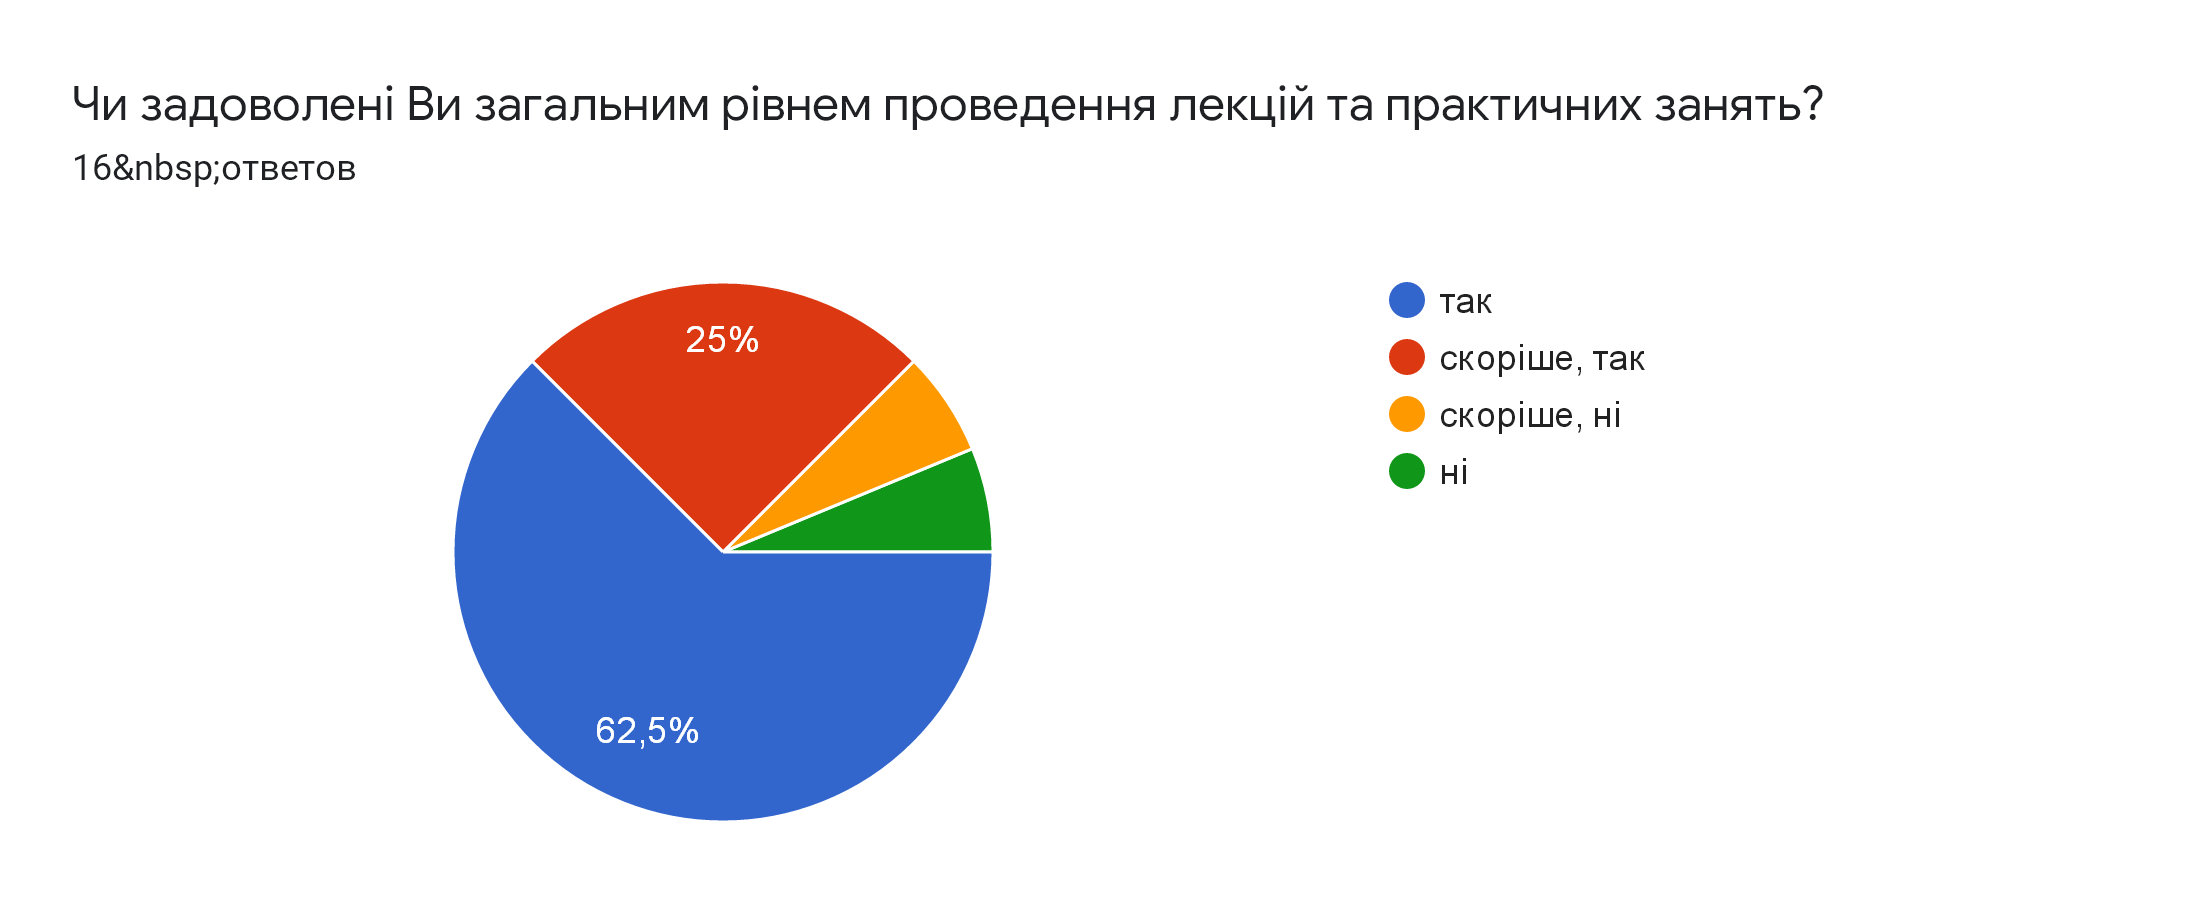 Чи задоволені Ви загальним рівнем проведення лекцій та практичних занять?
16&nbsp;ответов
25%
62,5%
так
скоріше, так
скоріше, ні
ні